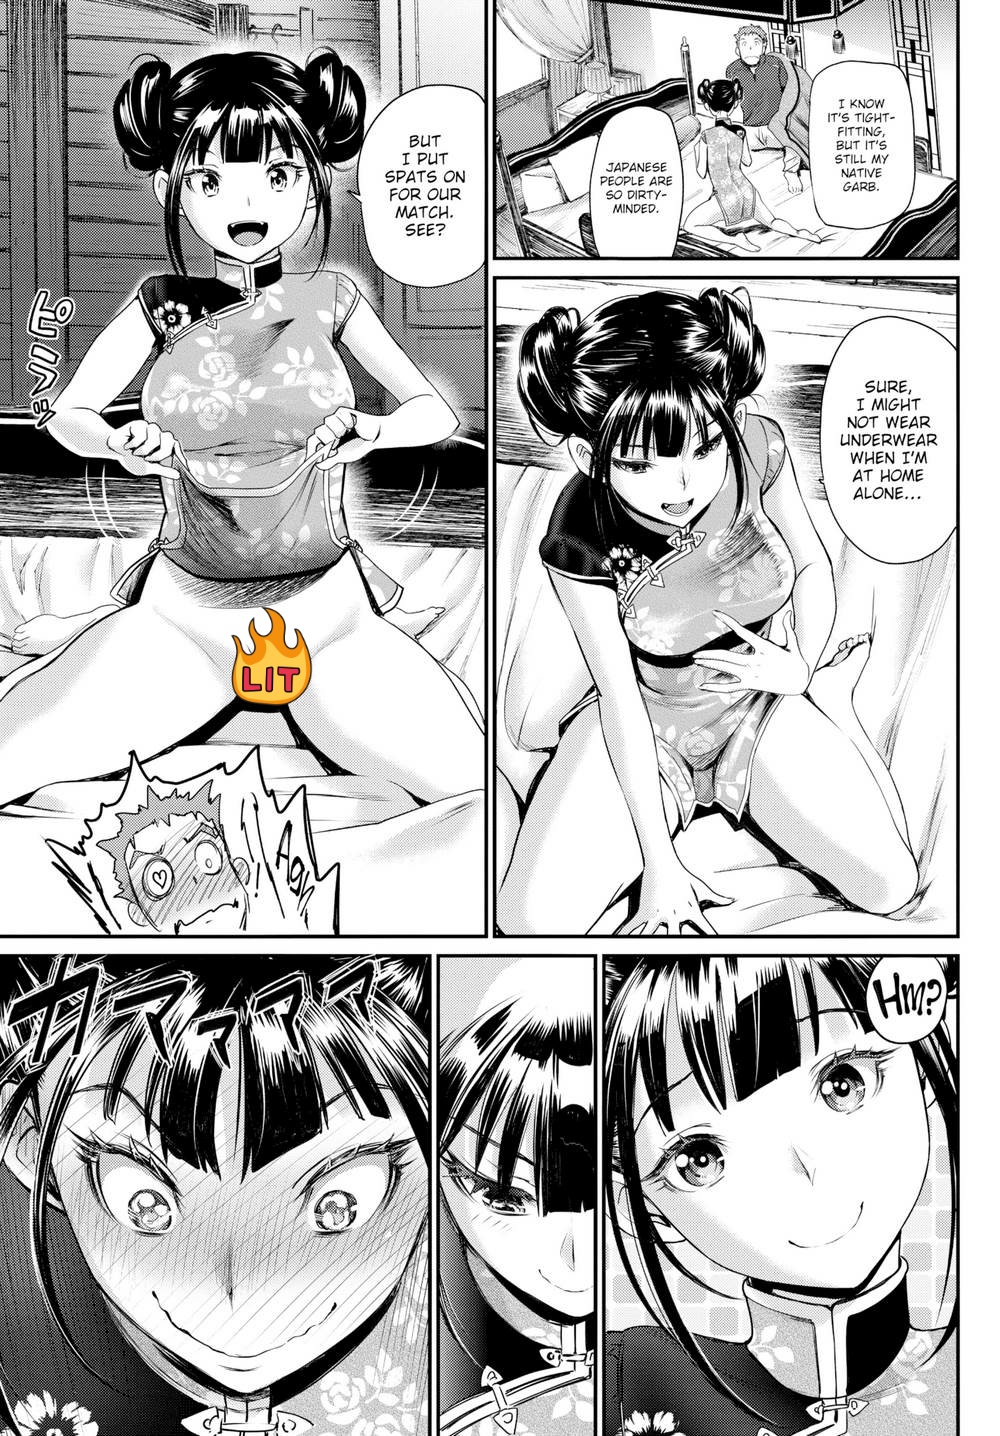 I KNOW
IT'S TIGHT-
FITTING,
BUT IT'S
STILL MY
NATIVE
GARB.
JAPANESE
PEOPLE ARE
SO DIRTY-
MINDED.
SURE,
I MIGHT
NOT WEAR
UNDERWEAR
WHEN I'M
AT HOME
ALONE...
BUT
I PUT
SPATS ON
FOR OUR
MATCH.
SEE?
ピラッ
LIT
HM?
カァァァァ